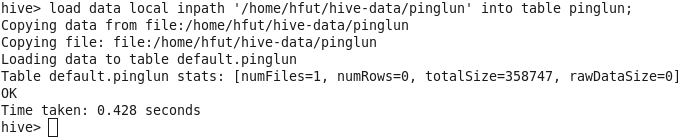 hive> load data local inpath '/home/hfut/hive-data/pinglun' into table pinglun;
Copying data from file:/home/hfut/hive-data/pinglun
Copying file: file:/home/hfut/hive-data/pinglun
Loading data to table default.pinglun
Table default.pinglun stats: [numFiles=1, numRows=0, totalSize=358747, rawDataSize=0]
OK
Time taken: 0.428 seconds
hive>